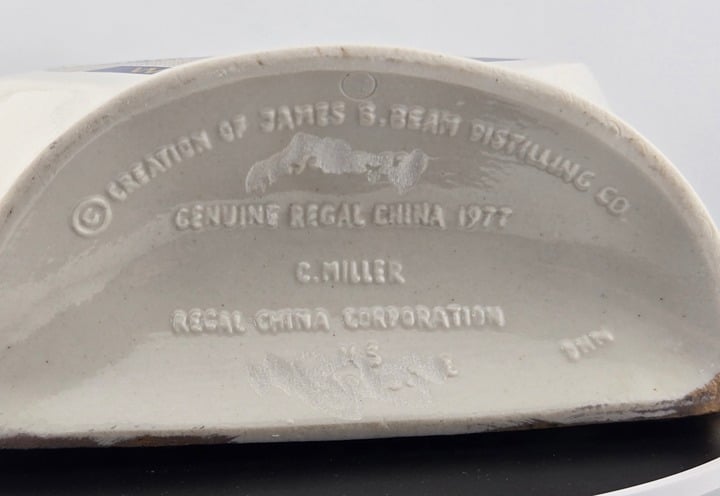 © CREATION OF JAMES B. BEAM DISTILLING CO.
GENUINE REGAL CHINA 1977
C. MILLER
REGAL CHINA CORPORATION